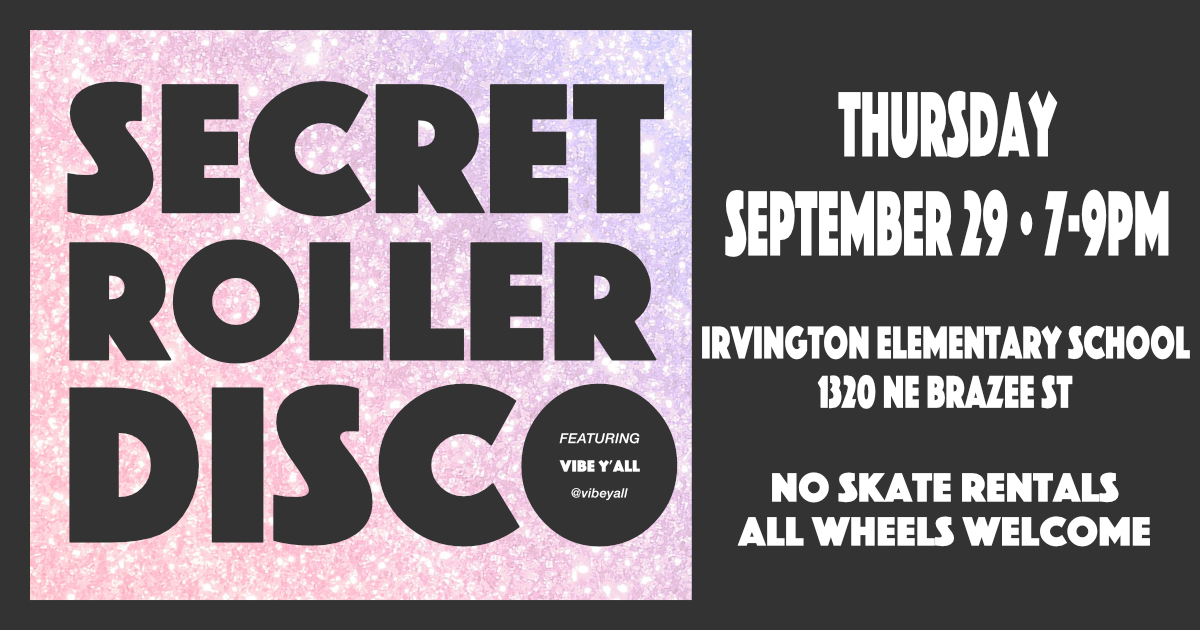 SECRET
ROLLER
DISCO
FEATURING
VIBE Y'ALL
@vibeyall
THURSDAY
SEPTEMBER 29 • 7-9PM
IRVINGTON ELEMENTARY SCHOOL
1320 NE BRAZEE ST
NO SKATE RENTALS
ALL WHEELS WELCOME